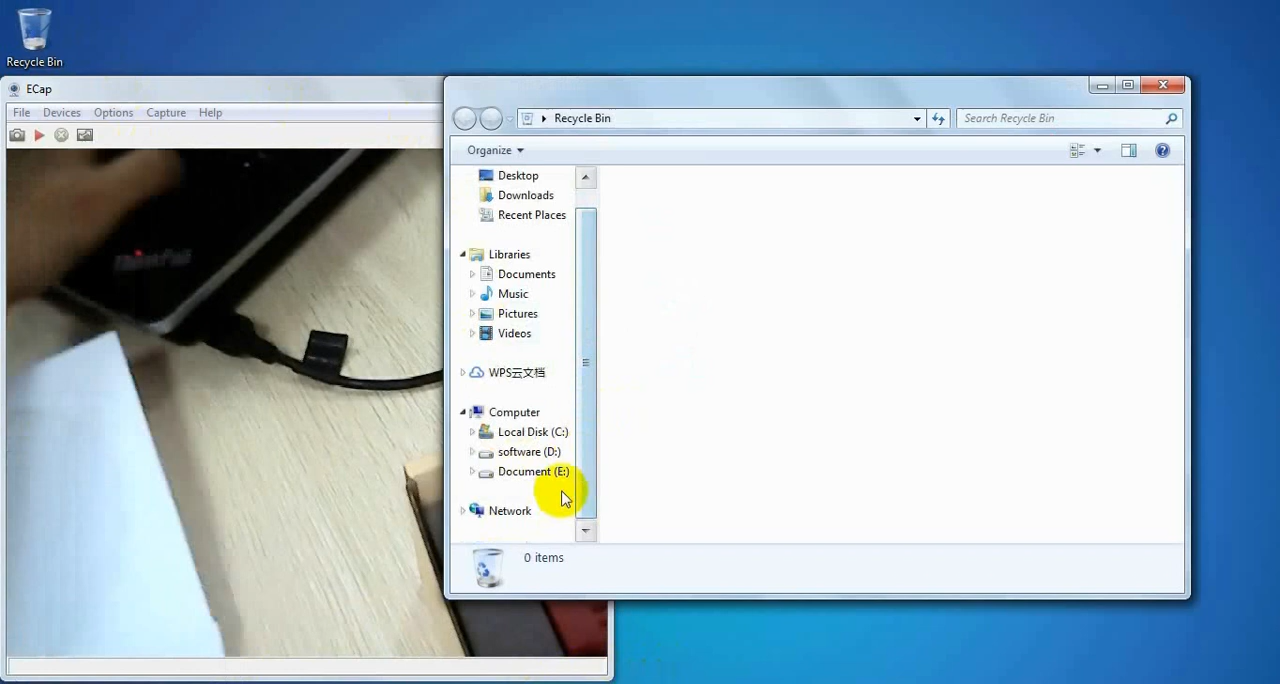 Recycle Bin
ECap
File Devices Options Capture Help
ThinkPad
Recycle Bin
Search Recycle Bin
Organize
Desktop
Downloads
Recent Places
Libraries
Documents
Music
Pictures
Videos
WPS云文档
Computer
Local Disk (C:)
software (D:)
Document (E:)
Network
0 items